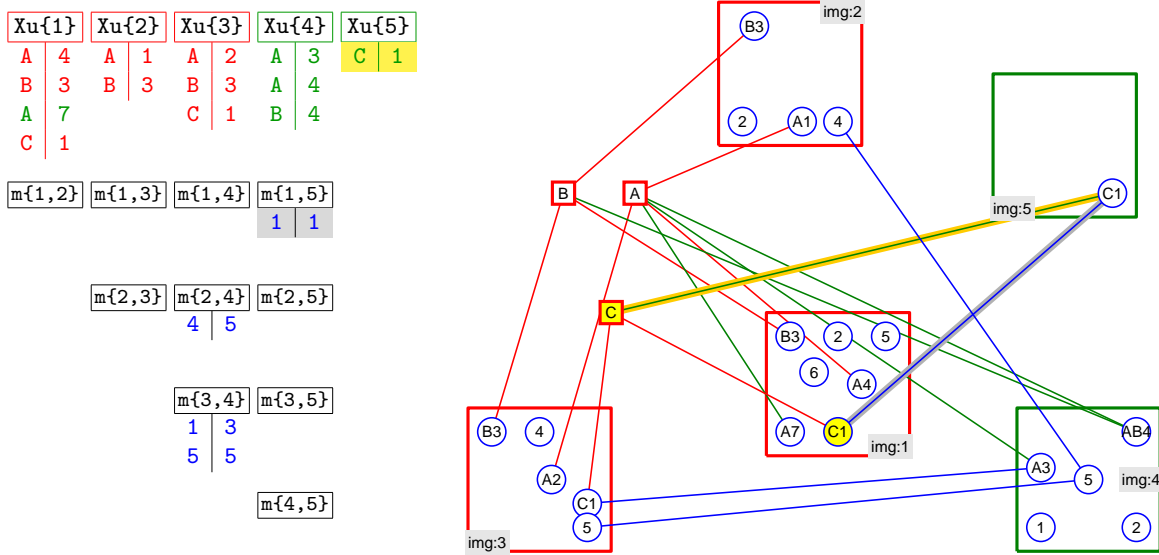 Xu{1} Xu{2} Xu{3} Xu{4} Xu{5}
A 4 A 1 A 2 A 3 C 1
B 3 B 3 B 3 A 4
A 7 C 1 B 4
C 1
m{1,2} m{1,3} m{1,4} m{1,5}
1 1
m{2,3} m{2,4} m{2,5}
4 5
m{3,4} m{3,5}
1 3
5 5
m{4,5}
img:2
B3
2 A1 4
B A
C1
img:5
C
B3 2 5
6 A4
A7 C1
img:1
B3 4
A2
C1
5
img:3
AB4
A3 5
img:4
1 2